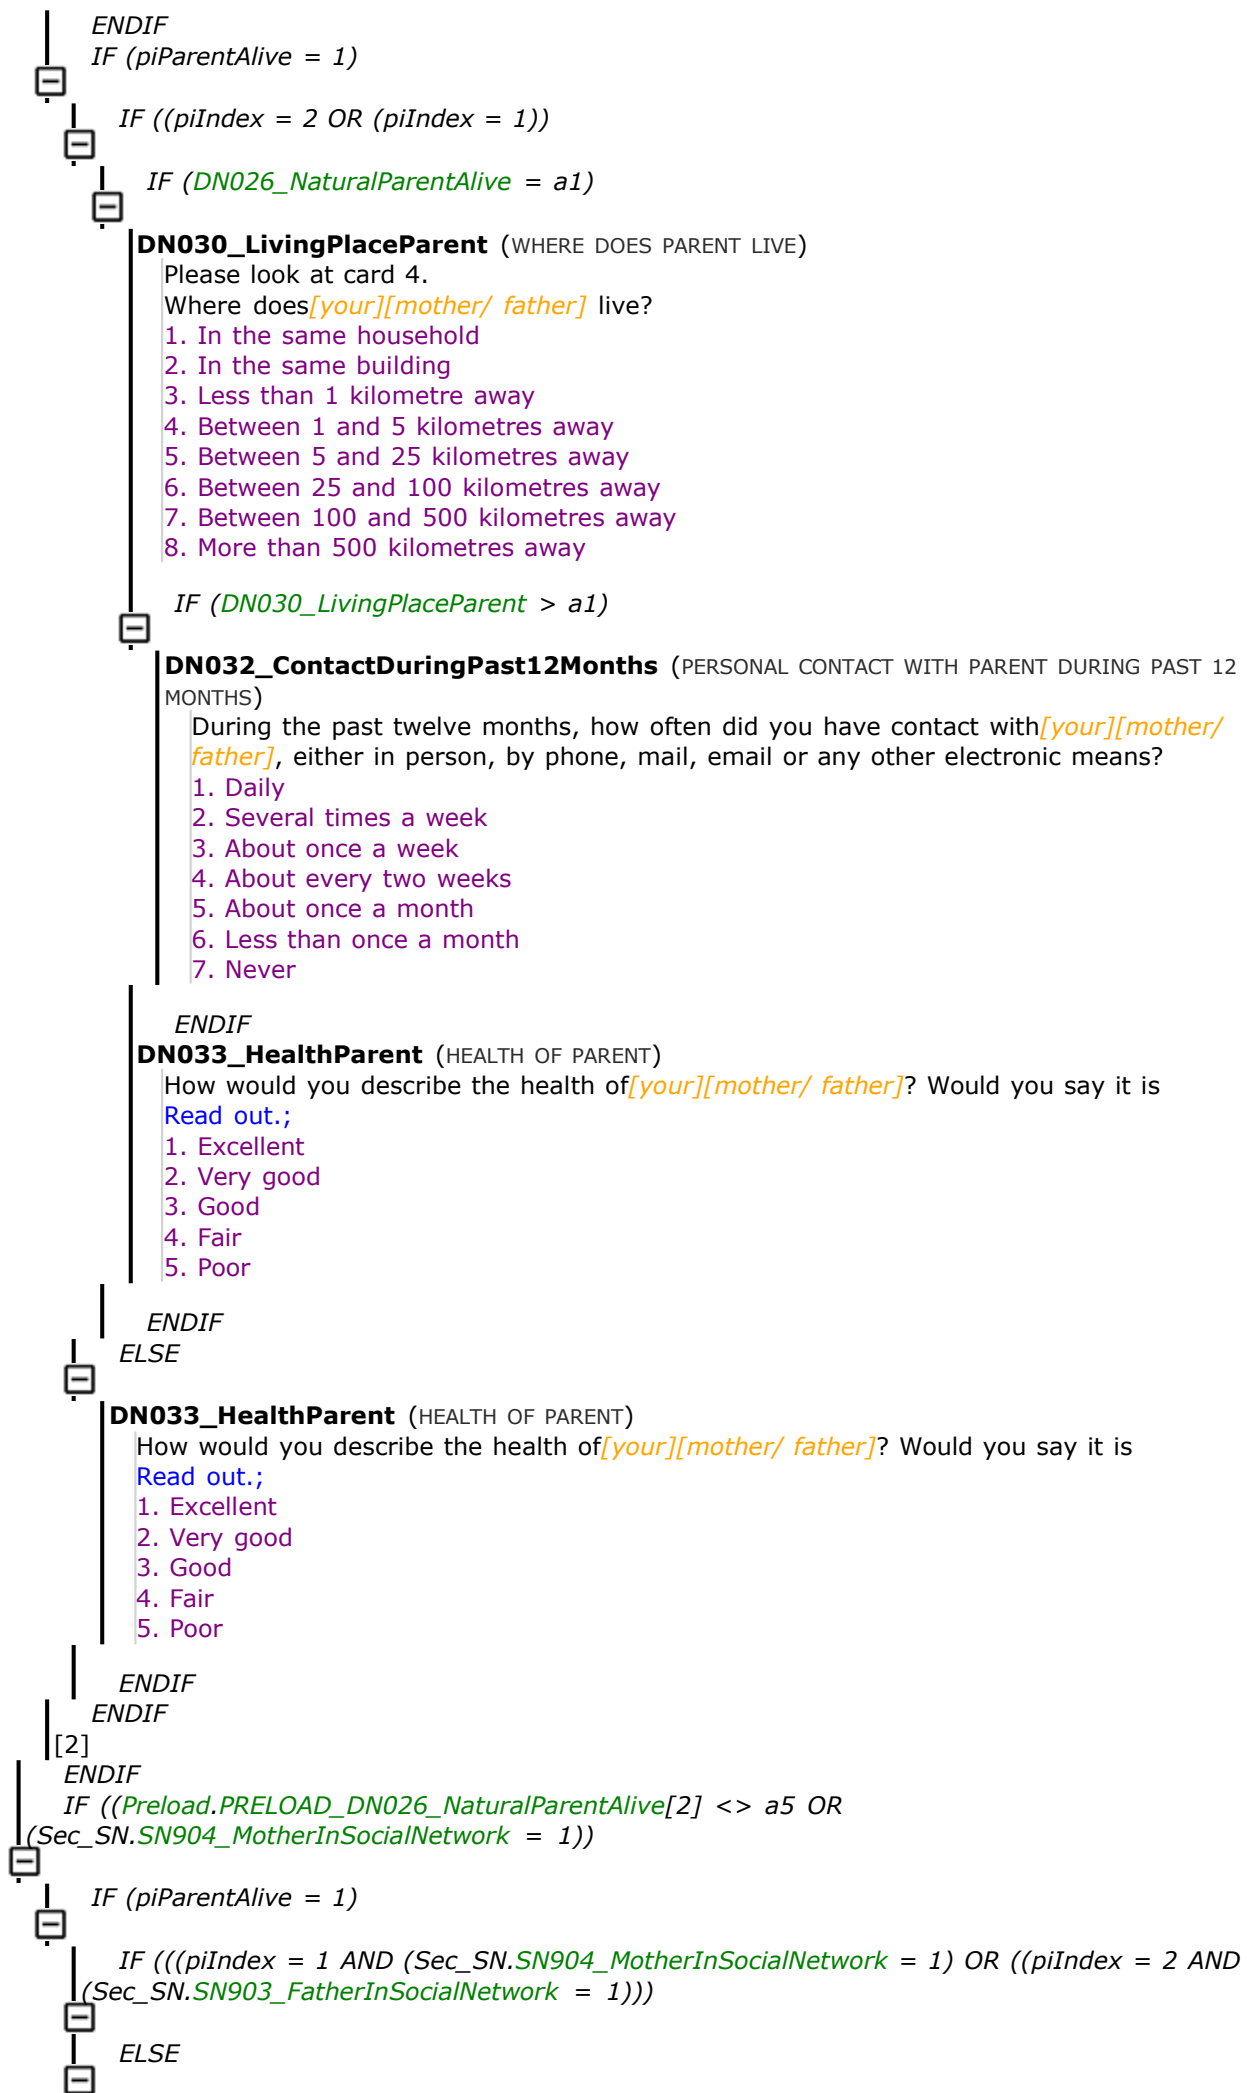 ENDIF
IF (piParentAlive = 1)
IF ((piIndex = 2 OR (piIndex = 1))
IF (DN026_NaturalParentAlive = a1)
DN030_LivingPlaceParent (WHERE DOES PARENT LIVE)
Please look at card 4.
Where does[your][mother/ father] live?
1. In the same household
2. In the same building
3. Less than 1 kilometre away
4. Between 1 and 5 kilometres away
5. Between 5 and 25 kilometres away
6. Between 25 and 100 kilometres away
7. Between 100 and 500 kilometres away
8. More than 500 kilometres away
IF (DN030_LivingPlaceParent > a1)
DN032_ContactDuringPast12Months (PERSONAL CONTACT WITH PARENT DURING PAST 12
MONTHS)
During the past twelve months, how often did you have contact with[your][mother/
father], either in person, by phone, mail, email or any other electronic means?
1. Daily
2. Several times a week
3. About once a week
4. About every two weeks
5. About once a month
6. Less than once a month
7. Never
ENDIF
DN033_HealthParent (HEALTH OF PARENT)
How would you describe the health of[your][mother/ father]? Would you say it is
Read out.;
1. Excellent
2. Very good
3. Good
4. Fair
5. Poor
ENDIF
ELSE
DN033_HealthParent (HEALTH OF PARENT)
How would you describe the health of[your][mother/ father]? Would you say it is
Read out.;
1. Excellent
2. Very good
3. Good
4. Fair
5. Poor
ENDIF
ENDIF
[2]
ENDIF
IF ((Preload.PRELOAD_DN026_NaturalParentAlive[2] <> a5 OR
(Sec_SN.SN904_MotherInSocialNetwork = 1))
IF (piParentAlive = 1)
IF (((piIndex = 1 AND (Sec_SN.SN904_MotherInSocialNetwork = 1) OR ((piIndex = 2 AND
(Sec_SN.SN903_FatherInSocialNetwork = 1)))
ELSE